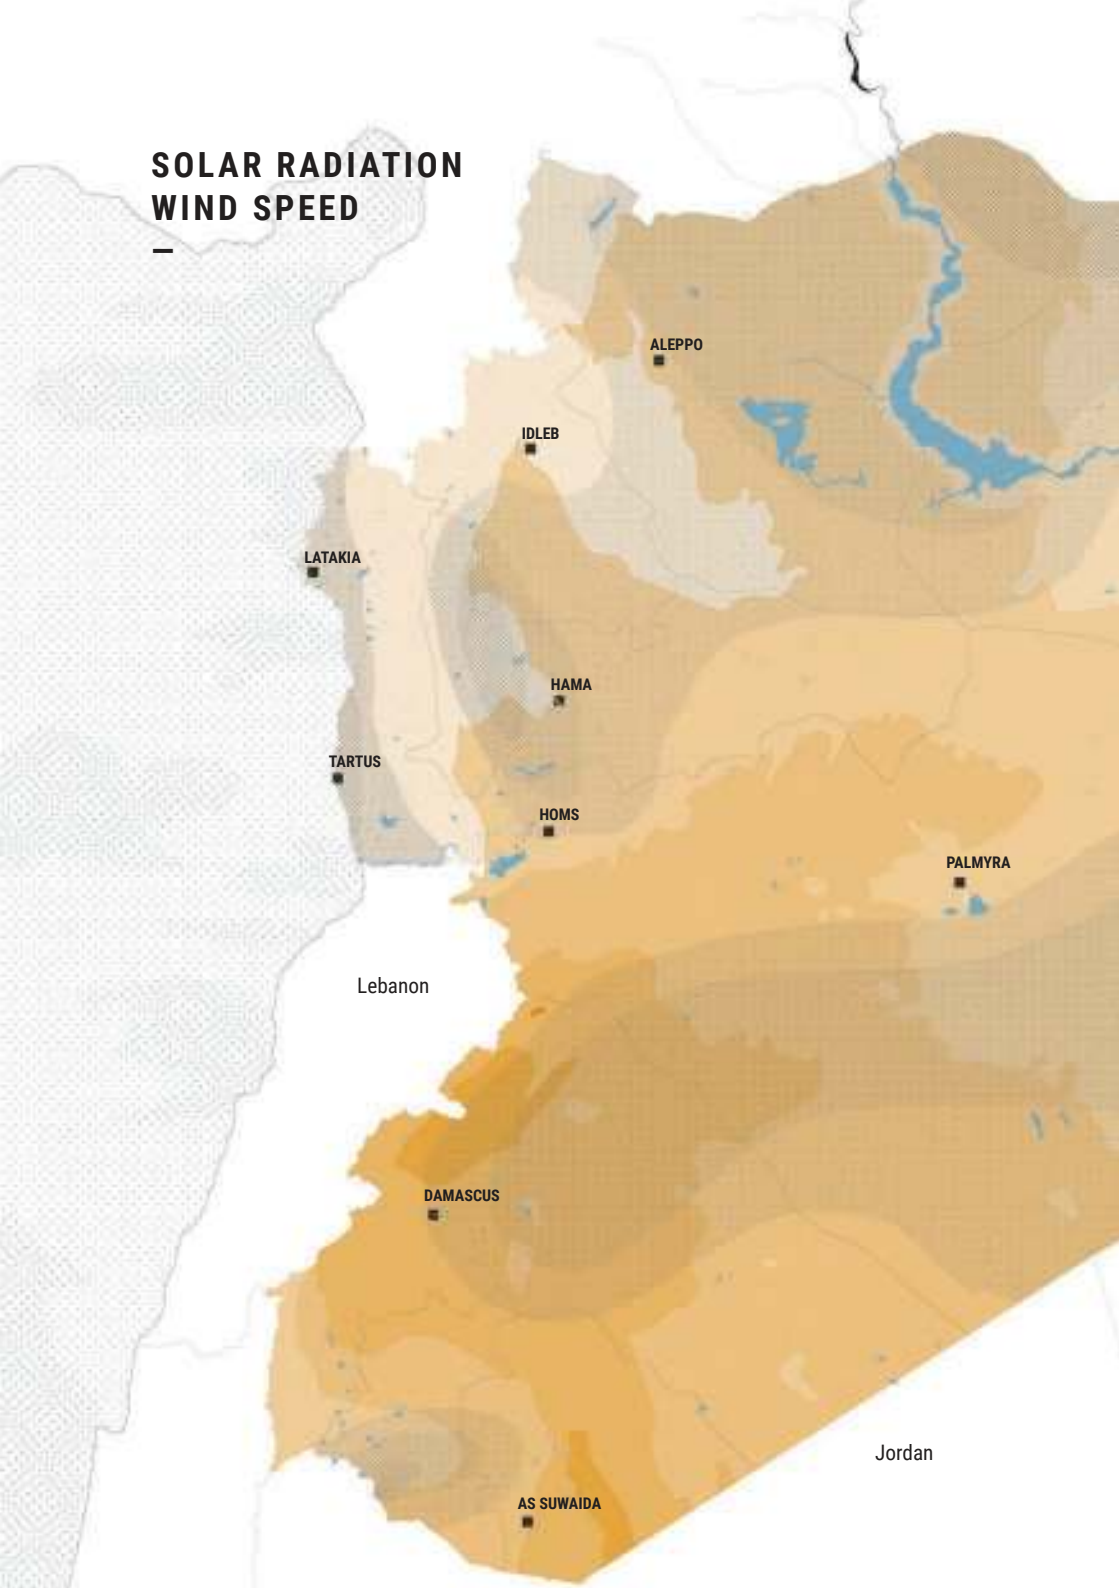 SOLAR RADIATION
WIND SPEED
ALEPPO
IDLEB
LATAKIA
HAMA
TARTUS
HOMS
PALMYRA
Lebanon
DAMASCUS
Jordan
AS SUWAIDA